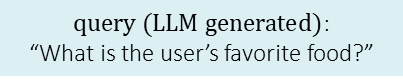 query (LLM generated):
“What is the user’s favorite food?”